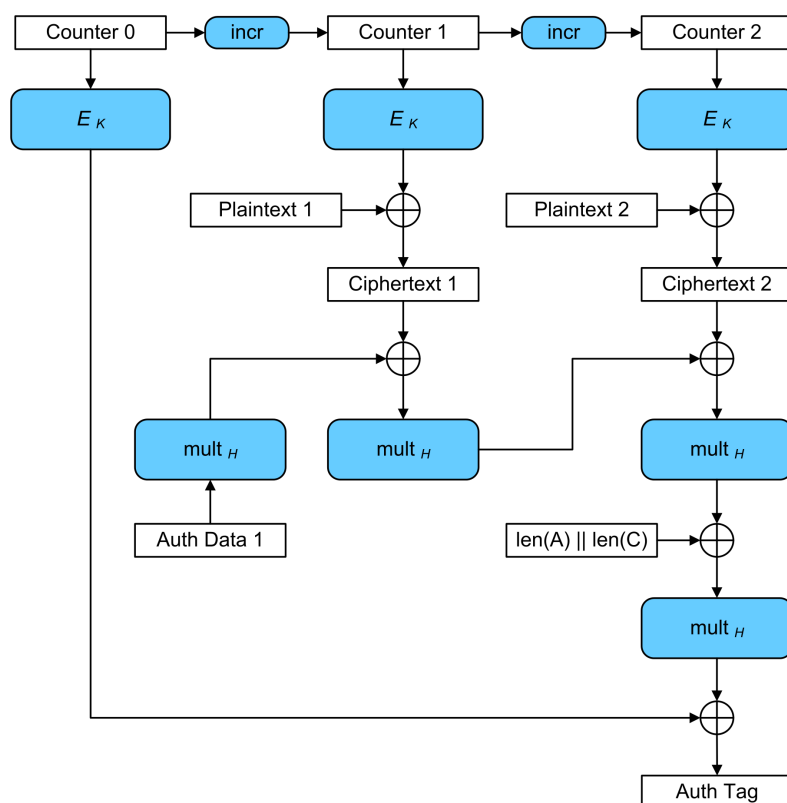 Counter 0
incr
Counter 1
incr
Counter 2
E K
E K
E K
Plaintext 1
Plaintext 2
Ciphertext 1
Ciphertext 2
mult H
mult H
mult H
Auth Data 1
len(A) || len(C)
mult H
Auth Tag